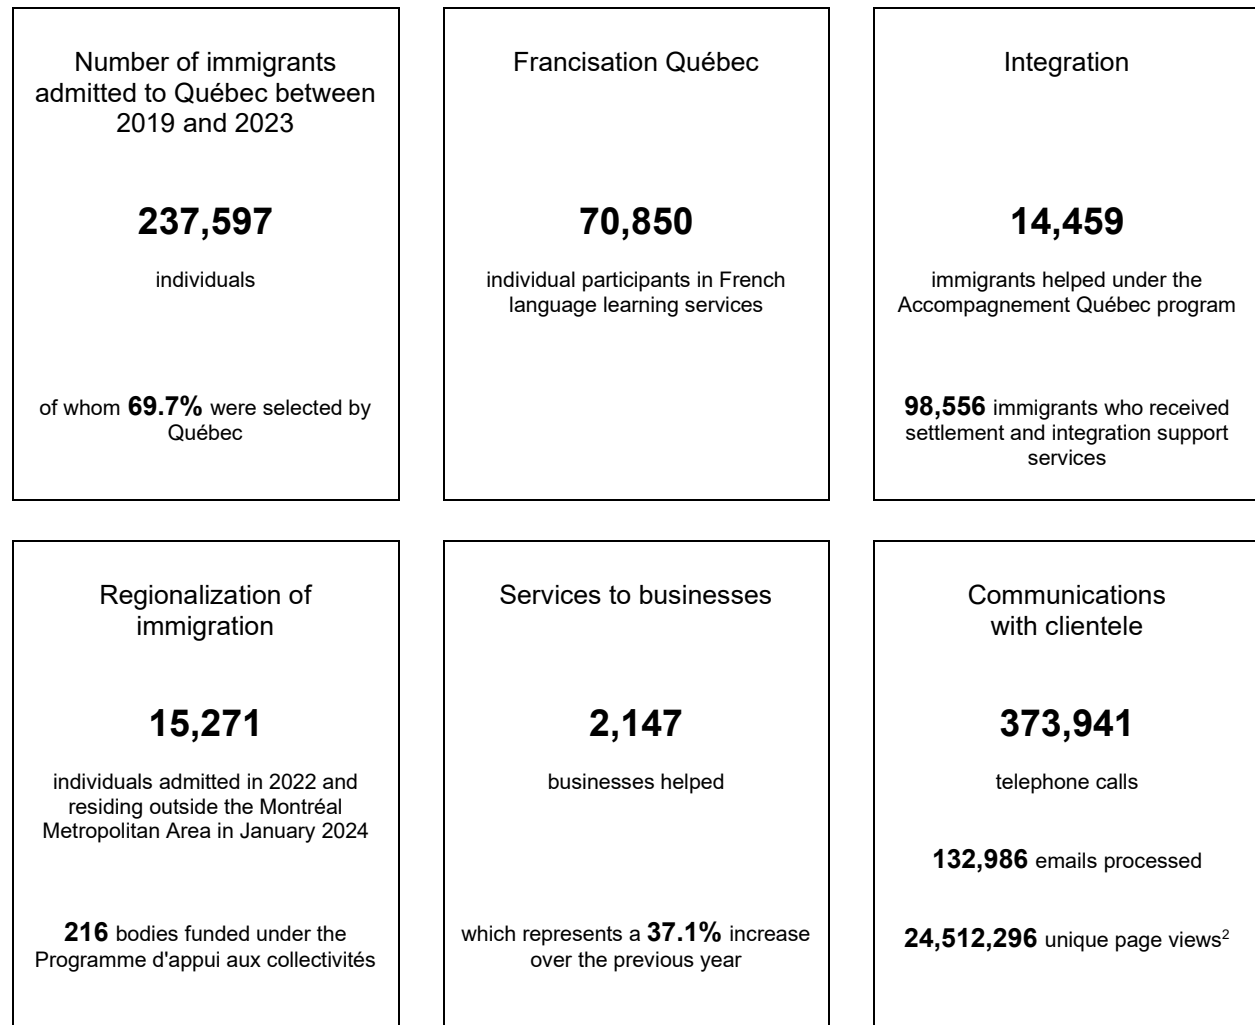 Number of immigrants
admitted to Québec between
2019 and 2023
237,597
individuals
of whom 69.7% were selected by
Québec
Francisation Québec
70,850
individual participants in French
language learning services
Integration
14,459
immigrants helped under the
Accompagnement Québec program
98,556 immigrants who received
settlement and integration support
services
Regionalization of
immigration
15,271
individuals admitted in 2022 and
residing outside the Montréal
Metropolitan Area in January 2024
216 bodies funded under the
Programme d'appui aux collectivités
Services to businesses
2,147
businesses helped
which represents a 37.1% increase
over the previous year
Communications
with clientele
373,941
telephone calls
132,986 emails processed
24,512,296 unique page views²